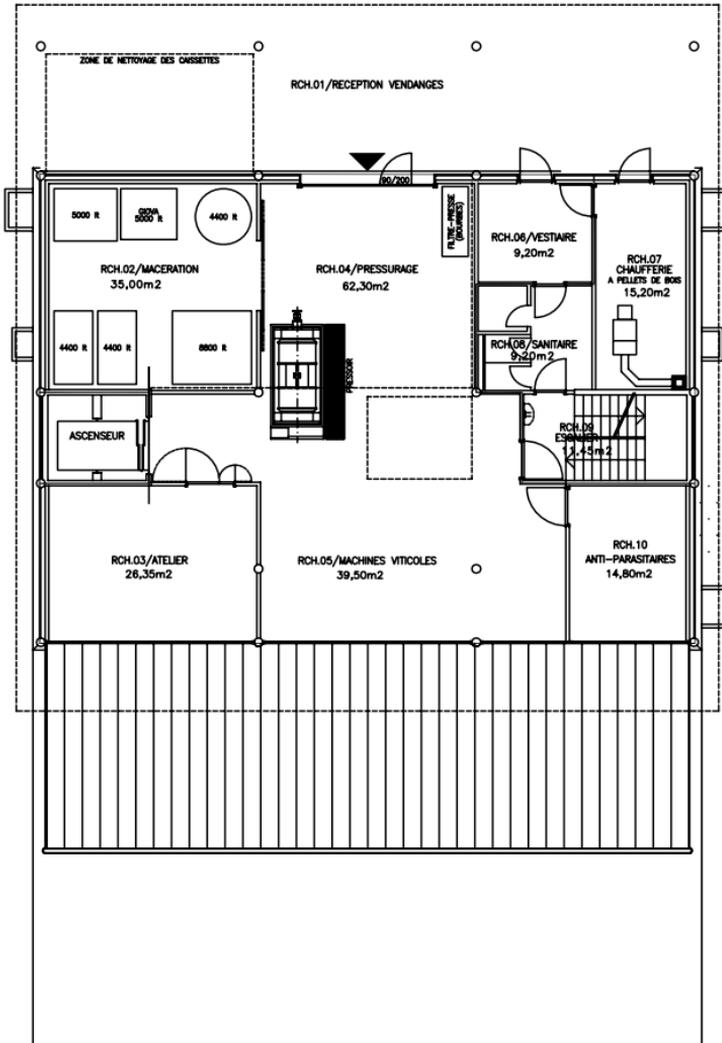 ZONE DE NETTOYAGE DES CAISSETTES
RCH.01/RECEPTION VENDANGES
90/200
5000 lt
GIOVA
5000 lt
4400 lt
FILTRE-PRESSE
(BOURBES)
RCH.02/MACERATION
35,00m2
RCH.04/PRESSURAGE
62,30m2
RCH.06/VESTIAIRE
9,20m2
RCH.07
CHAUFFERIE
A PELLETS DE BOIS
15,20m2
4400 lt
4400 lt
8800 lt
PRESSOIR
RCH.08/SANITAIRE
9,20m2
ASCENSEUR
RCH.09
ESCALIER
11,45m2
RCH.03/ATELIER
26,35m2
RCH.05/MACHINES VITICOLES
39,50m2
RCH.10
ANTI-PARASITAIRES
14,80m2